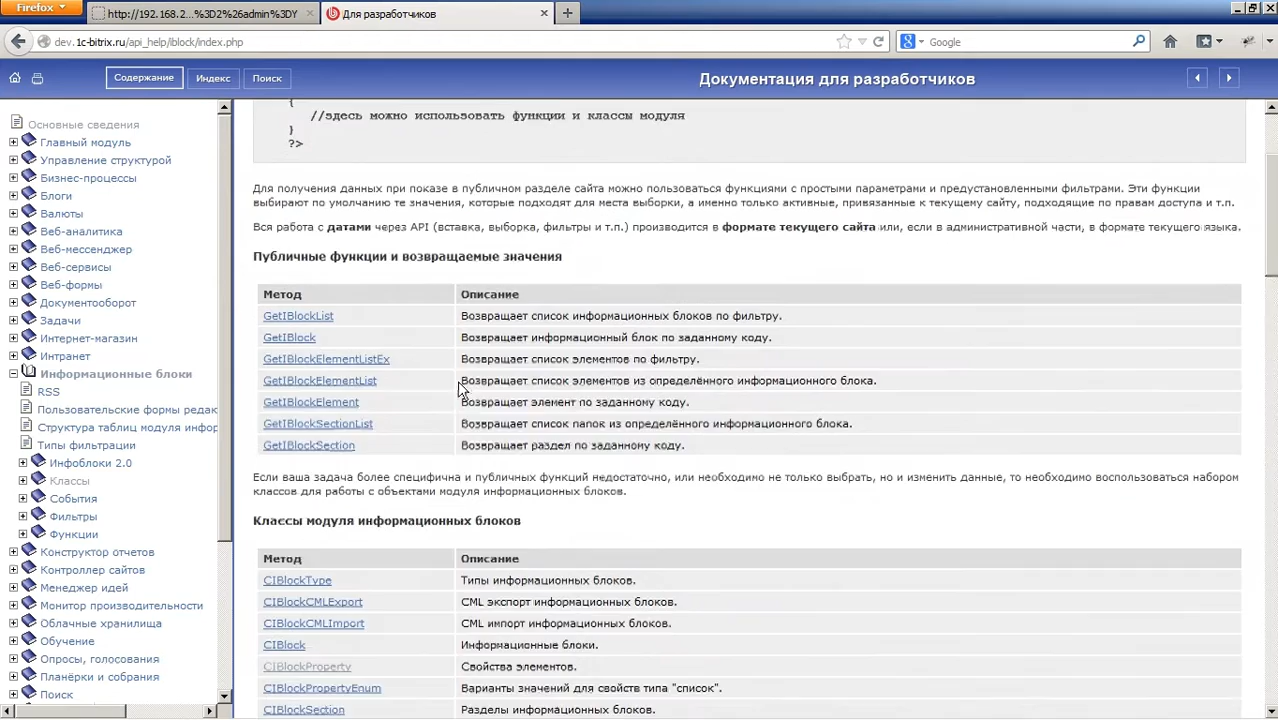 Firefox
http://192.168.2...%3D2%26admin%3DY
Для разработчиков
dev.1c-bitrix.ru/api_help/iblock/index.php
Google
Содержание
Индекс
Поиск
Документация для разработчиков
Основные сведения
Главный модуль
Управление структурой
Бизнес-процессы
Блоги
Валюты
Веб-аналитика
Веб-мессенджер
Веб-сервисы
Веб-формы
Документооборот
Задачи
Интернет-магазин
Интранет
Информационные блоки
RSS
Пользовательские формы редак
Структура таблиц модуля инфор
Типы фильтрации
Инфоблоки 2.0
Классы
События
Фильтры
Функции
Конструктор отчетов
Контроллер сайтов
Менеджер идей
Монитор производительности
Облачные хранилища
Обучение
Опросы, голосования
Планёрки и собрания
Поиск
{
//здесь можно использовать функции и классы модуля
}
?>
Для получения данных при показе в публичном разделе сайта можно пользоваться функциями с простыми параметрами и предустановленными фильтрами. Эти функции
выбирают по умолчанию те значения, которые подходят для места выборки, а именно только активные, привязанные к текущему сайту, подходящие по правам доступа и т.п.
Вся работа с датами через API (вставка, выборка, фильтры и т.п.) производится в формате текущего сайта или, если в административной части, в формате текущего языка.
Публичные функции и возвращаемые значения
Метод Описание
GetIBlockList Возвращает список информационных блоков по фильтру.
GetIBlock Возвращает информационный блок по заданному коду.
GetIBlockElementListEx Возвращает список элементов по фильтру.
GetIBlockElementList Возвращает список элементов из определённого информационного блока.
GetIBlockElement Возвращает элемент по заданному коду.
GetIBlockSectionList Возвращает список папок из определённого информационного блока.
GetIBlockSection Возвращает раздел по заданному коду.
Если ваша задача более специфична и публичных функций недостаточно, или необходимо не только выбрать, но и изменить данные, то необходимо воспользоваться набором
классов для работы с объектами модуля информационных блоков.
Классы модуля информационных блоков
Метод Описание
CIBlockType Типы информационных блоков.
CIBlockCMLExport CML экспорт информационных блоков.
CIBlockCMLImport CML импорт информационных блоков.
CIBlock Информационные блоки.
CIBlockProperty Свойства элементов.
CIBlockPropertyEnum Варианты значений для свойств типа "список".
CIBlockSection Разделы информационных блоков.